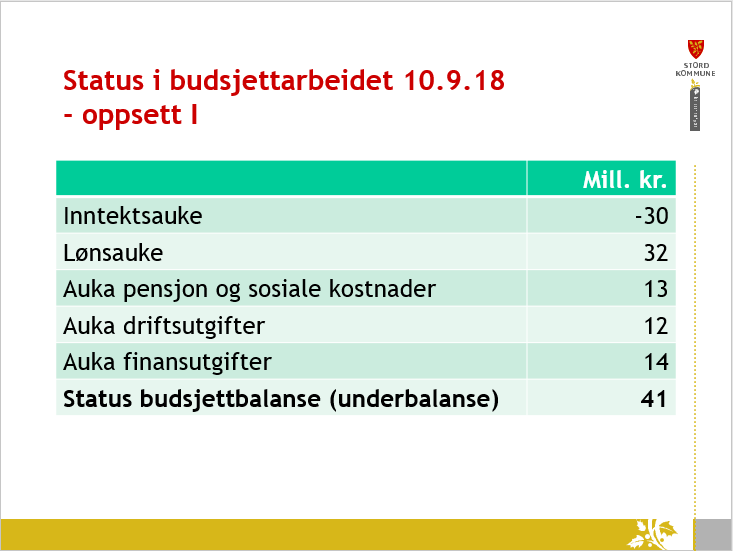 Status i budsjettarbeidet 10.9.18
- oppsett I
STORD
KOMMUNE
Mill. kr.
Inntektsauke -30
Lønsauke 32
Auka pensjon og sosiale kostnader 13
Auka driftsutgifter 12
Auka finansutgifter 14
Status budsjettbalanse (underbalanse) 41